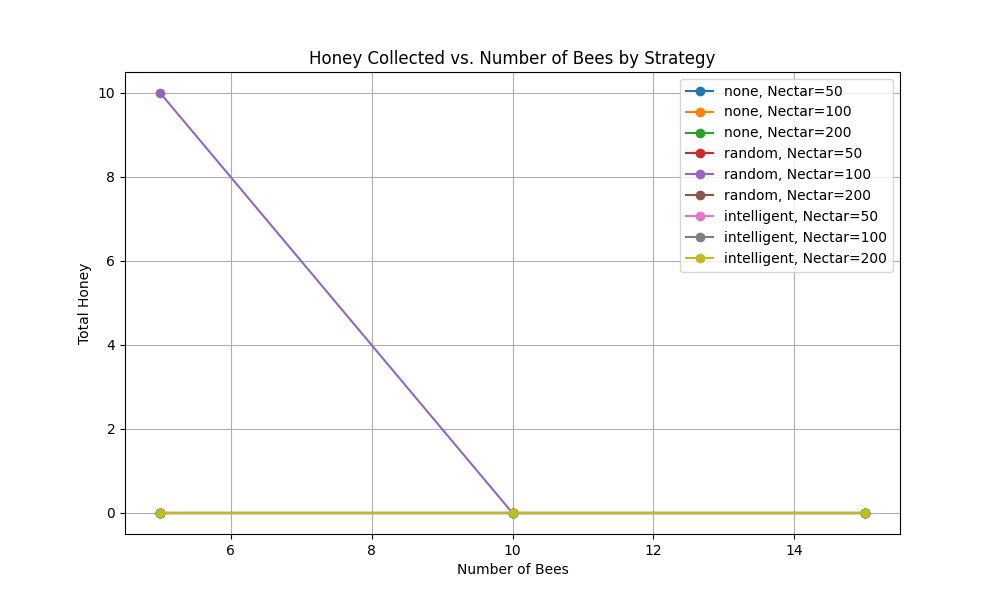 Honey Collected vs. Number of Bees by Strategy
10
8
6
4
2
0
Total Honey
none, Nectar=50
none, Nectar=100
none, Nectar=200
random, Nectar=50
random, Nectar=100
random, Nectar=200
intelligent, Nectar=50
intelligent, Nectar=100
intelligent, Nectar=200
6 8 10 12 14
Number of Bees